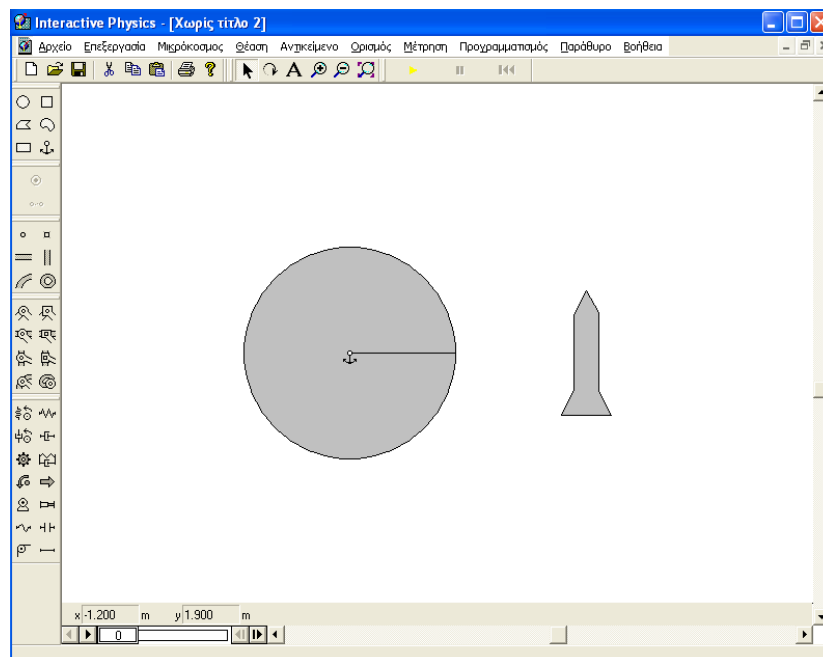 Interactive Physics - [Χωρίς τίτλο 2]
Αρχείο Επεξεργασία Μικρόκοσμος Θέαση Αντικείμενο Ορισμός Μέτρηση Προγραμματισμός Παράθυρο Βοήθεια
x -1.200 m y 1.900 m
0